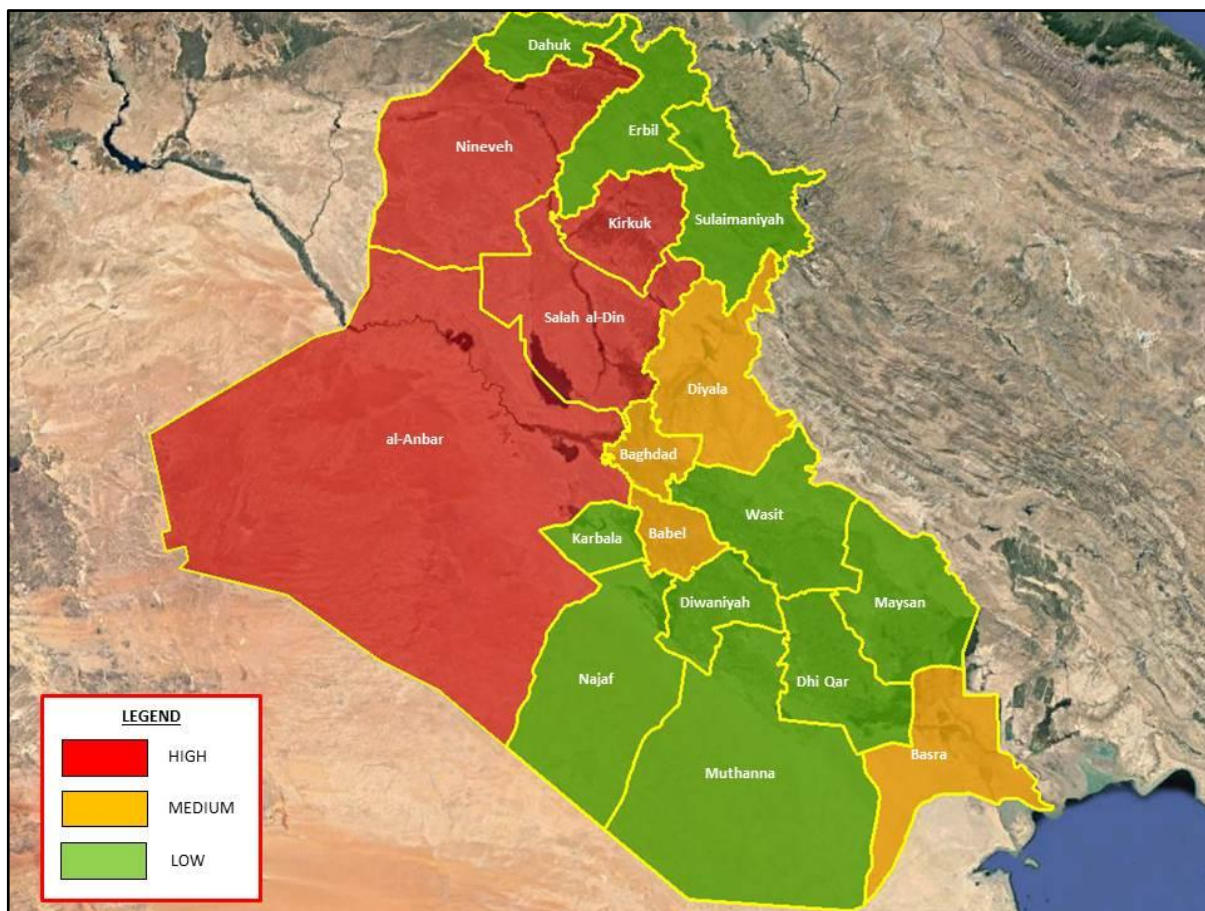 Dahuk
Erbil
Nineveh
Sulaimaniyah
Kirkuk
Salah al-Din
Diyala
al-Anbar
Baghdad
Wasit
Babel
Karbala
Diwaniyah
Maysan
Najaf
Dhi Qar
Basra
Muthanna
LEGEND
HIGH
MEDIUM
LOW